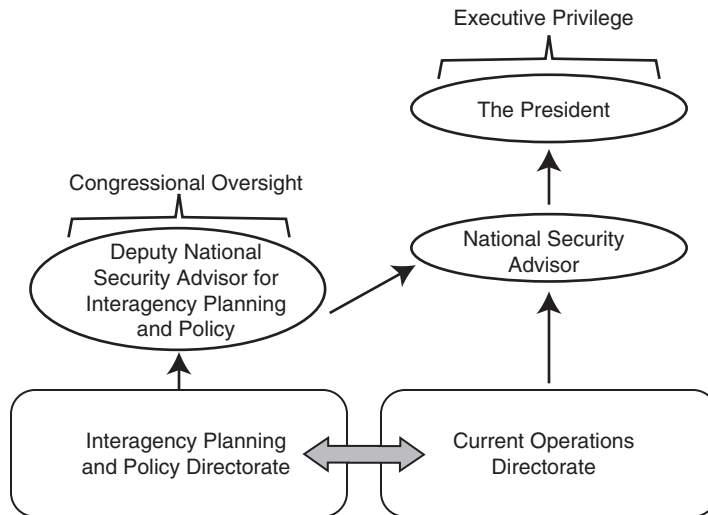 Executive Privilege
The President
Congressional Oversight
Deputy National
Security Advisor for
Interagency Planning
and Policy
National Security
Advisor
Interagency Planning
and Policy Directorate
Current Operations
Directorate